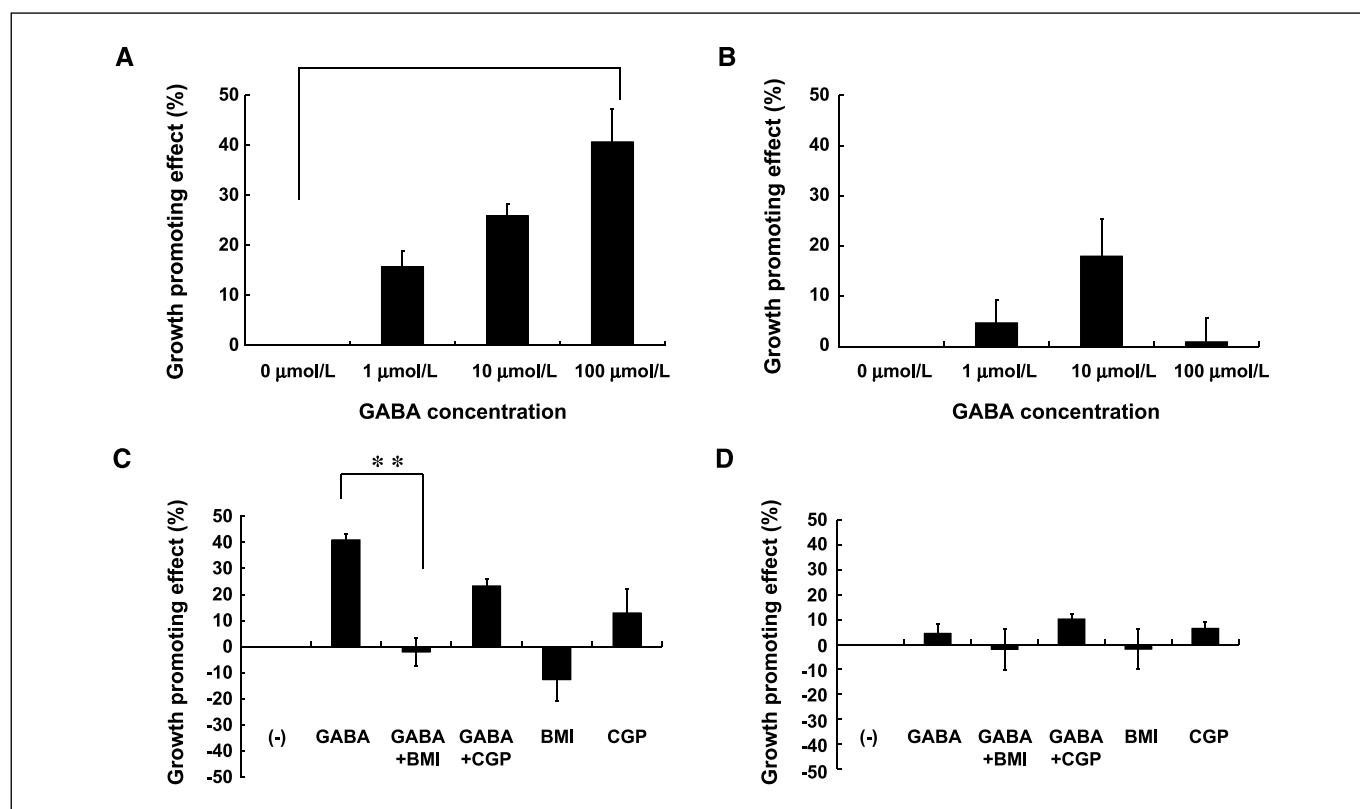 A
Growth promoting effect (%)
50
40
30
20
10
0
0 μmol/L 1 μmol/L 10 μmol/L 100 μmol/L
GABA concentration
B
Growth promoting effect (%)
50
40
30
20
10
0
0 μmol/L 1 μmol/L 10 μmol/L 100 μmol/L
GABA concentration
C
**
Growth promoting effect (%)
50
40
30
20
10
0
-10
-20
-30
-40
-50
(-) GABA GABA GABA BMI CGP
+BMI +CGP
D
Growth promoting effect (%)
50
40
30
20
10
0
-10
-20
-30
-40
-50
(-) GABA GABA GABA BMI CGP
+BMI +CGP